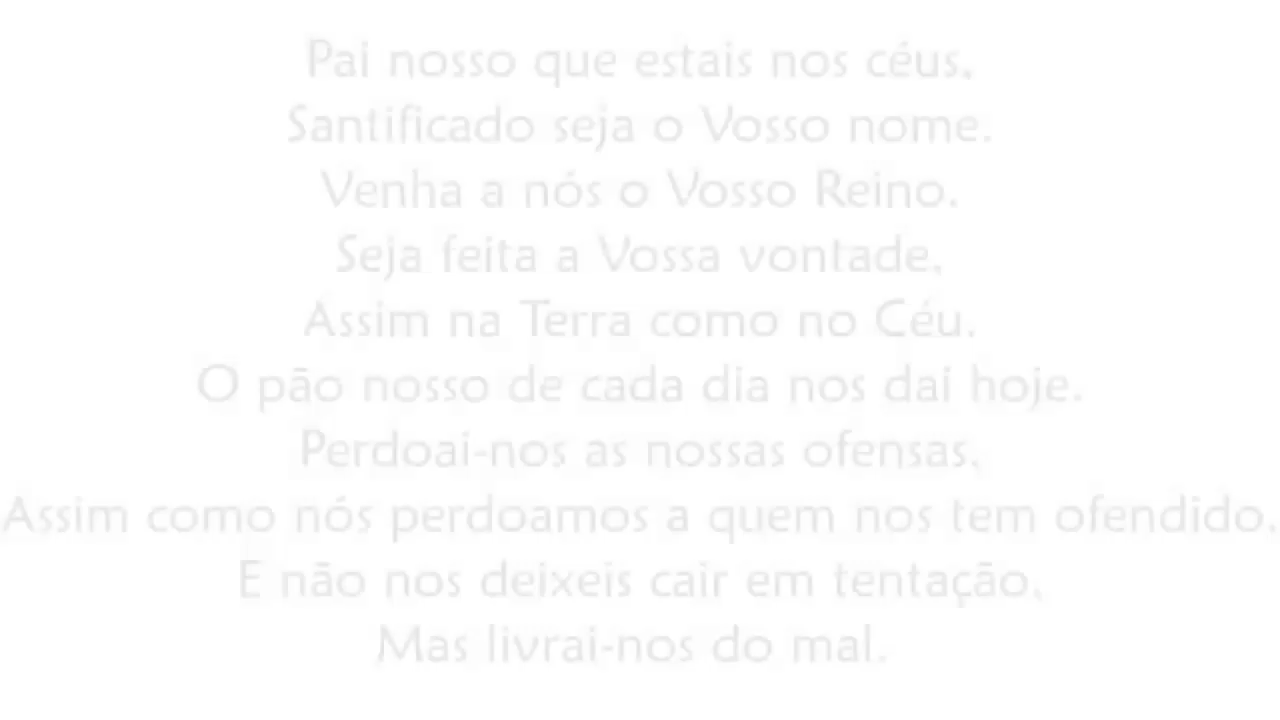 Pai nosso que estais nos céus,
Santificado seja o Vosso nome.
Venha a nós o Vosso Reino.
Seja feita a Vossa vontade,
Assim na Terra como no Céu.
O pão nosso de cada dia nos dai hoje.
Perdoai-nos as nossas ofensas,
Assim como nós perdoamos a quem nos tem ofendido,
E não nos deixeis cair em tentação,
Mas livrai-nos do mal.